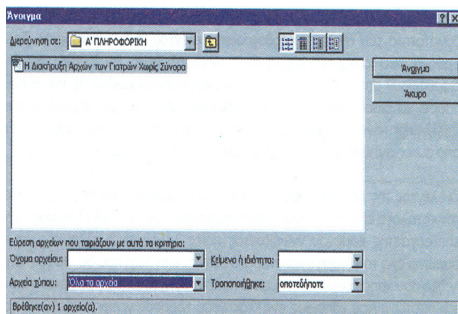 Άνοιγμα
Διερεύνηση σε: Α' ΠΛΗΡΟΦΟΡΙΚΗ
Η Διακήρυξη Αρχών των Γιατρών Χωρίς Σύνορα
Άνοιγμα
Άκυρο
Εύρεση αρχείων που ταιριάζουν με αυτά τα κριτήρια:
Όνομα αρχείου: Κείμενο ή ιδιότητα:
Αρχεία τύπου: Όλα τα αρχεία Τροποποιήθηκε: οποτεδήποτε
Βρέθηκε(αν) 1 αρχείο(α).